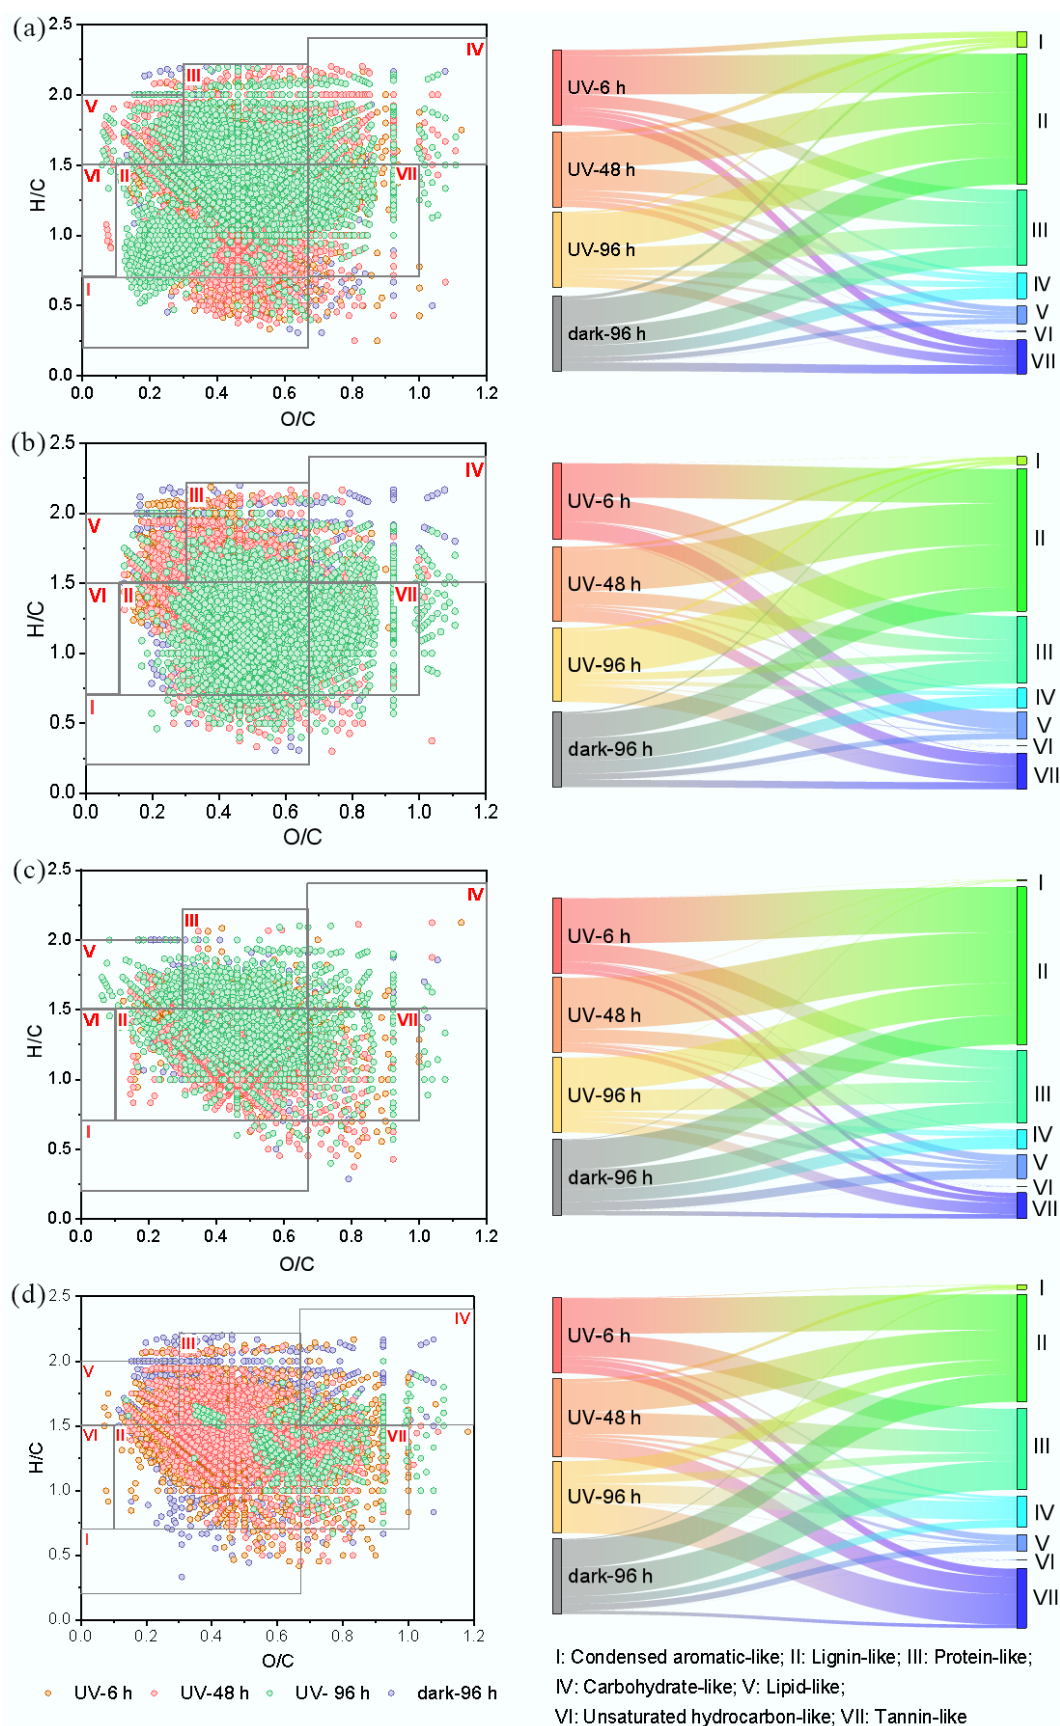 (a)
2.5
2.0
1.5
1.0
0.5
0.0
H/C
0.0 0.2 0.4 0.6 0.8 1.0 1.2
O/C
I
II
III
IV
V
VI
VII
UV-6 h
UV-48 h
UV-96 h
dark-96 h
I
II
III
IV
V
VI
VII
(b)
2.5
2.0
1.5
1.0
0.5
0.0
H/C
0.0 0.2 0.4 0.6 0.8 1.0 1.2
O/C
I
II
III
IV
V
VI
VII
UV-6 h
UV-48 h
UV-96 h
dark-96 h
I
II
III
IV
V
VI
VII
(c)
2.5
2.0
1.5
1.0
0.5
0.0
H/C
0.0 0.2 0.4 0.6 0.8 1.0 1.2
O/C
I
II
III
IV
V
VI
VII
UV-6 h
UV-48 h
UV-96 h
dark-96 h
I
II
III
IV
V
VI
VII
(d)
2.5
2.0
1.5
1.0
0.5
0.0
H/C
0.0 0.2 0.4 0.6 0.8 1.0 1.2
O/C
I
II
III
IV
V
VI
VII
UV-6 h
UV-48 h
UV-96 h
dark-96 h
I
II
III
IV
V
VI
VII
UV-6 h UV-48 h UV- 96 h dark-96 h
I: Condensed aromatic-like; II: Lignin-like; III: Protein-like;
IV: Carbohydrate-like; V: Lipid-like;
VI: Unsaturated hydrocarbon-like; VII: Tannin-like